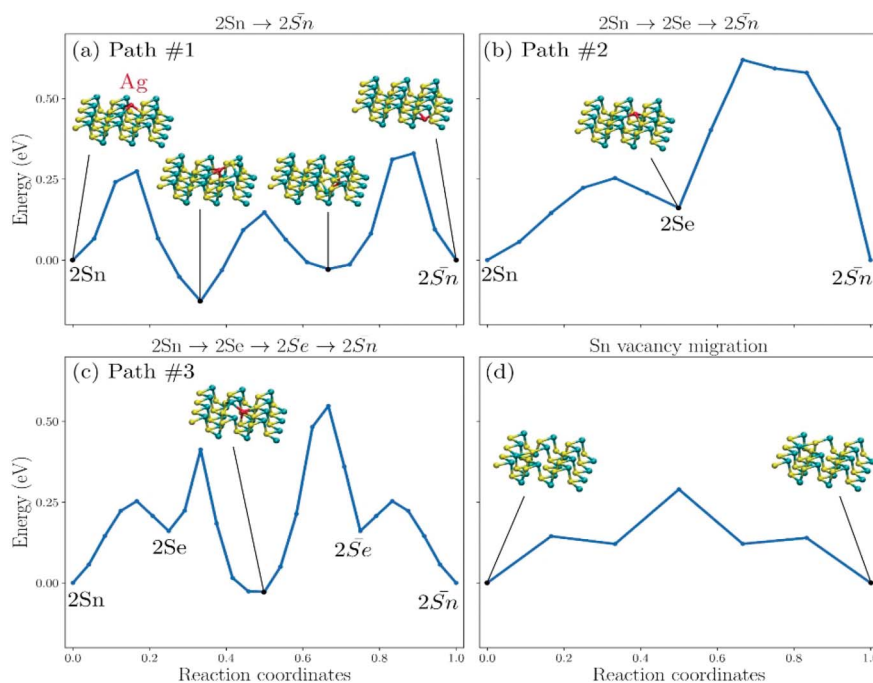 2Sn → 2S̄n
(a) Path #1
Ag
0.50
0.25
0.00
Energy (eV)
2Sn
2S̄n
2Sn → 2Se → 2S̄n
(b) Path #2
2Sn
2Se
2S̄n
2Sn → 2Se → 2Se → 2Sn
(c) Path #3
0.50
0.25
0.00
Energy (eV)
2Sn
2Se
2S̄e
2S̄n
0.0 0.2 0.4 0.6 0.8 1.0
Reaction coordinates
Sn vacancy migration
(d)
0.0 0.2 0.4 0.6 0.8 1.0
Reaction coordinates